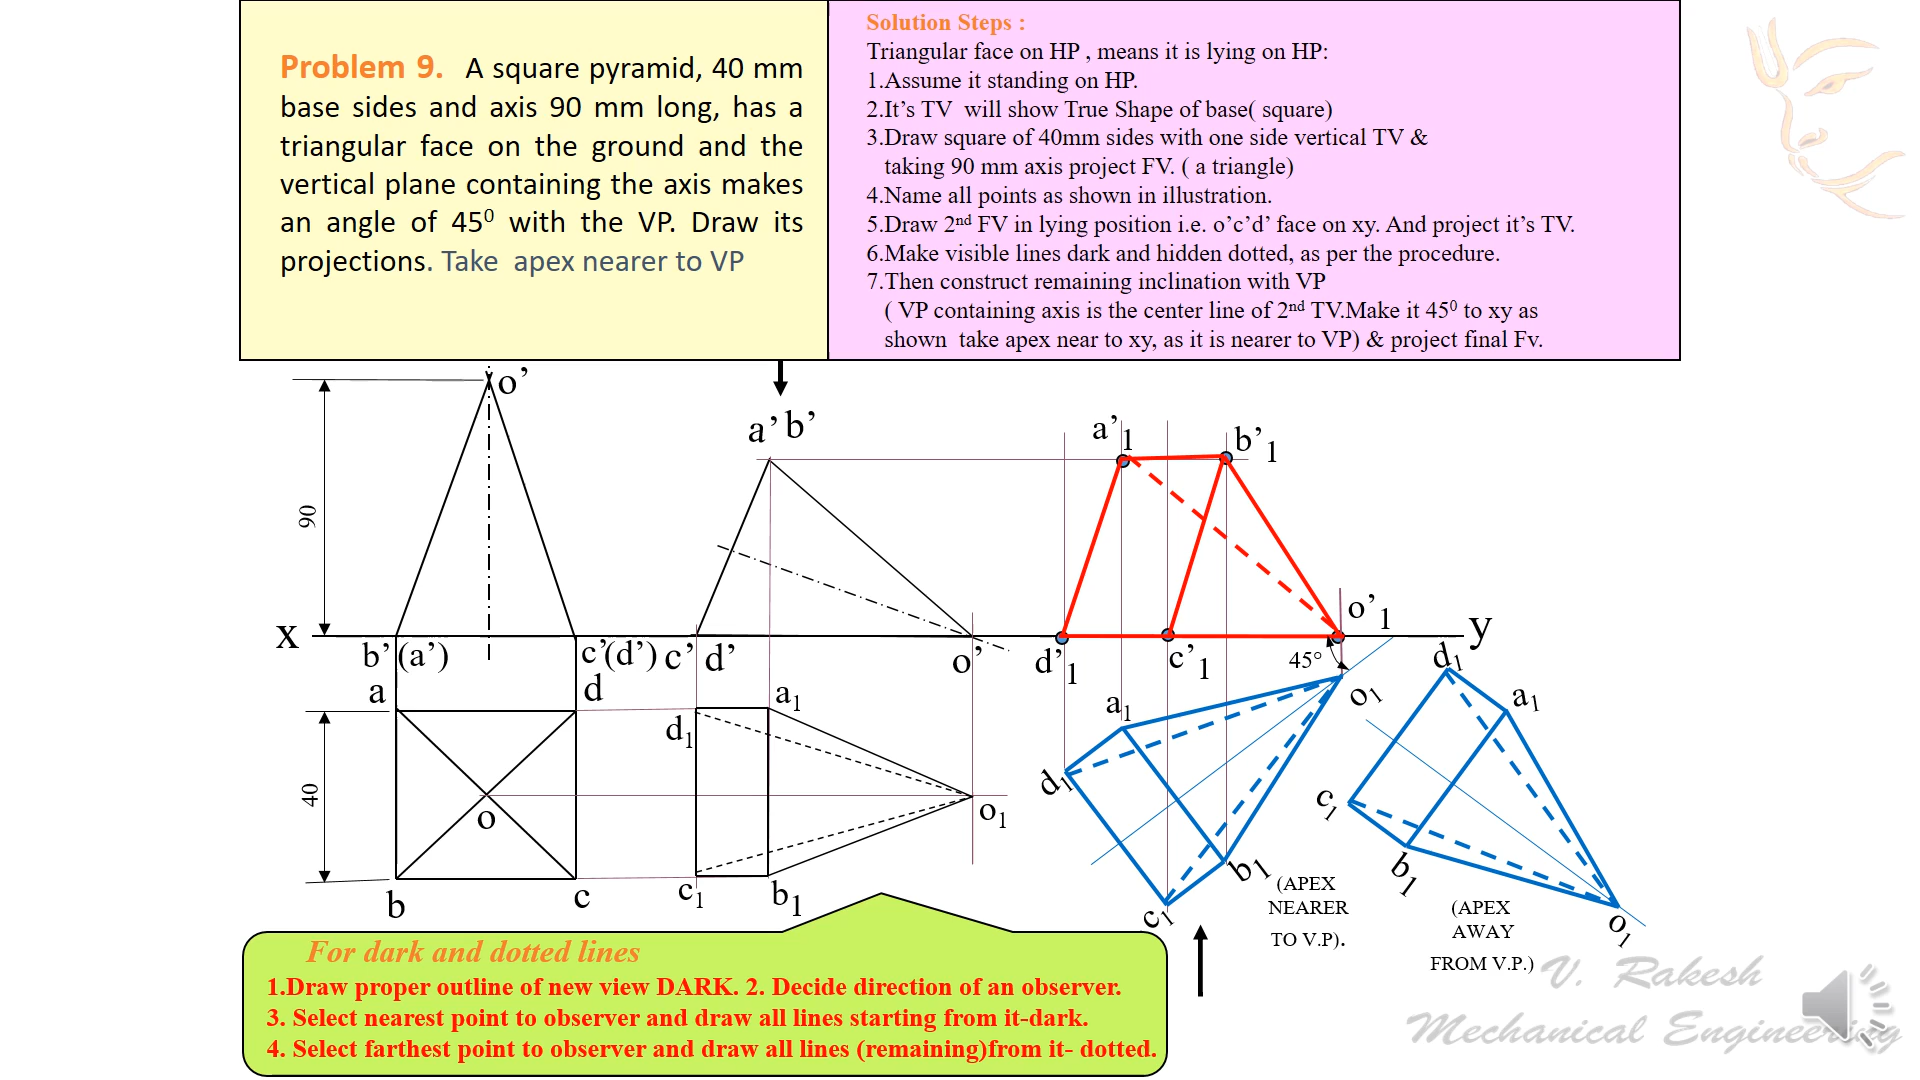 Problem 9. A square pyramid, 40 mm
base sides and axis 90 mm long, has a
triangular face on the ground and the
vertical plane containing the axis makes
an angle of 45⁰ with the VP. Draw its
projections. Take apex nearer to VP
Solution Steps :
Triangular face on HP , means it is lying on HP:
1.Assume it standing on HP.
2.It’s TV will show True Shape of base( square)
3.Draw square of 40mm sides with one side vertical TV &
taking 90 mm axis project FV. ( a triangle)
4.Name all points as shown in illustration.
5.Draw 2nd FV in lying position i.e. o’c’d’ face on xy. And project it’s TV.
6.Make visible lines dark and hidden dotted, as per the procedure.
7.Then construct remaining inclination with VP
( VP containing axis is the center line of 2nd TV.Make it 45⁰ to xy as
shown take apex near to xy, as it is nearer to VP) & project final Fv.
o’
a’ b’
a’1
b’1
90
o’1
X
y
b’ (a’)
c’ (d’)
c’ d’
o’
d’1
c’1
45°
d1
a
d
a1
d1
a1
o1
a1
40
o
o1
d1
c1
b
c
c1
b1
c1
b1
b1
o1
(APEX
NEARER
TO V.P).
(APEX
AWAY
FROM V.P.)
For dark and dotted lines
1.Draw proper outline of new view DARK. 2. Decide direction of an observer.
3. Select nearest point to observer and draw all lines starting from it-dark.
4. Select farthest point to observer and draw all lines (remaining)from it- dotted.
V. Rakesh
Mechanical Engineering